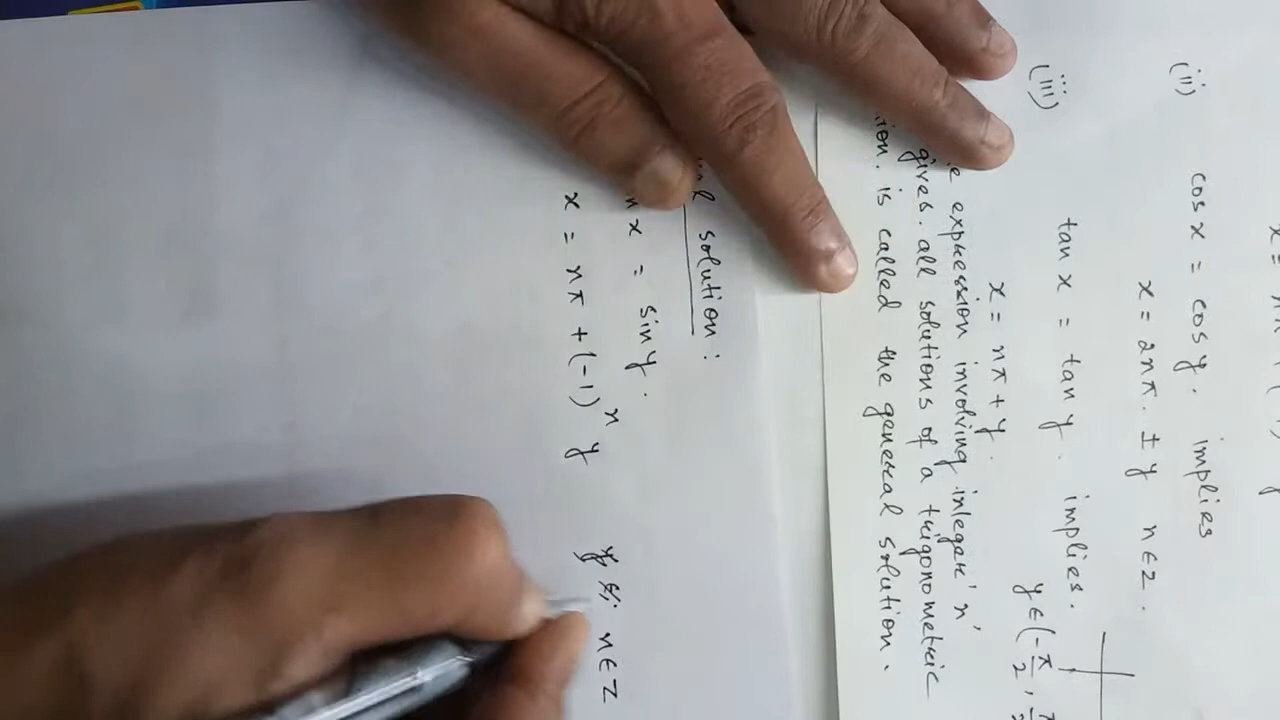 (ii) cos x = cos y. implies
x = 2nπ. ± y n ∈ Z.
(iii) tan x = tan y. implies.
x = nπ + y. y ∈ (-π/2,
expression involving integer 'n'
gives. all solutions of a trigonometric
is called the general solution.
solution :
x = sin y.
x = nπ + (-1)^n y n ∈ Z